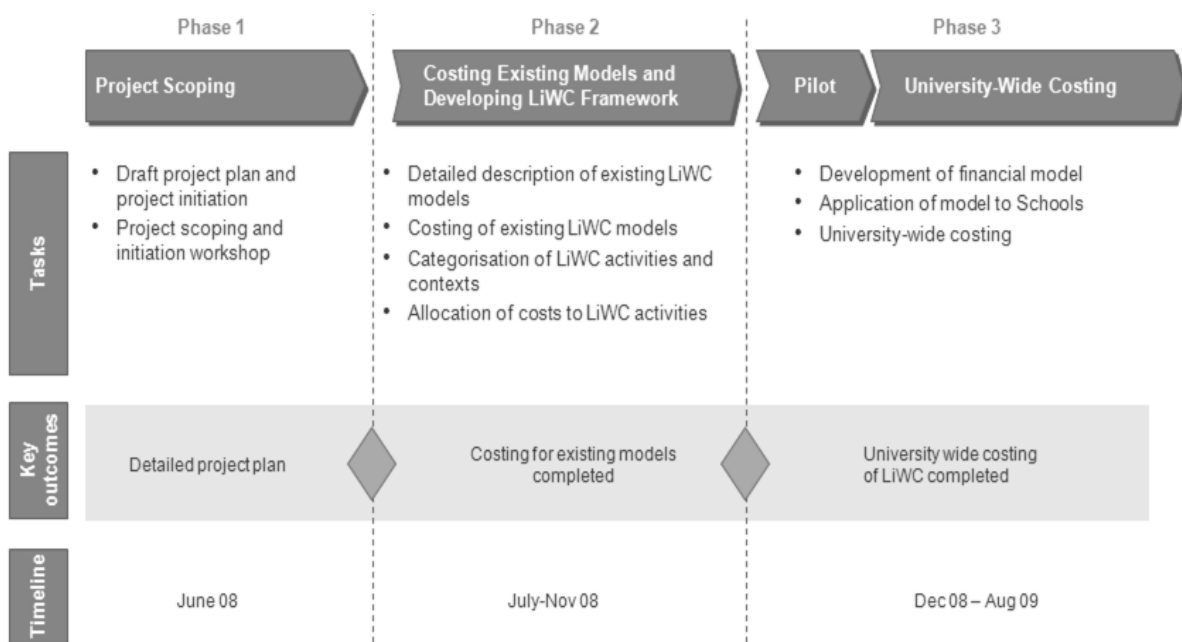 Phase 1
Phase 2
Phase 3
Project Scoping
Costing Existing Models and
Developing LiWC Framework
Pilot
University-Wide Costing
Tasks
• Draft project plan and
project initiation
• Project scoping and
initiation workshop
• Detailed description of existing LiWC
models
• Costing of existing LiWC models
• Categorisation of LiWC activities and
contexts
• Allocation of costs to LiWC activities
• Development of financial model
• Application of model to Schools
• University-wide costing
Key
outcomes
Detailed project plan
Costing for existing models
completed
University wide costing
of LiWC completed
Timeline
June 08
July-Nov 08
Dec 08 – Aug 09